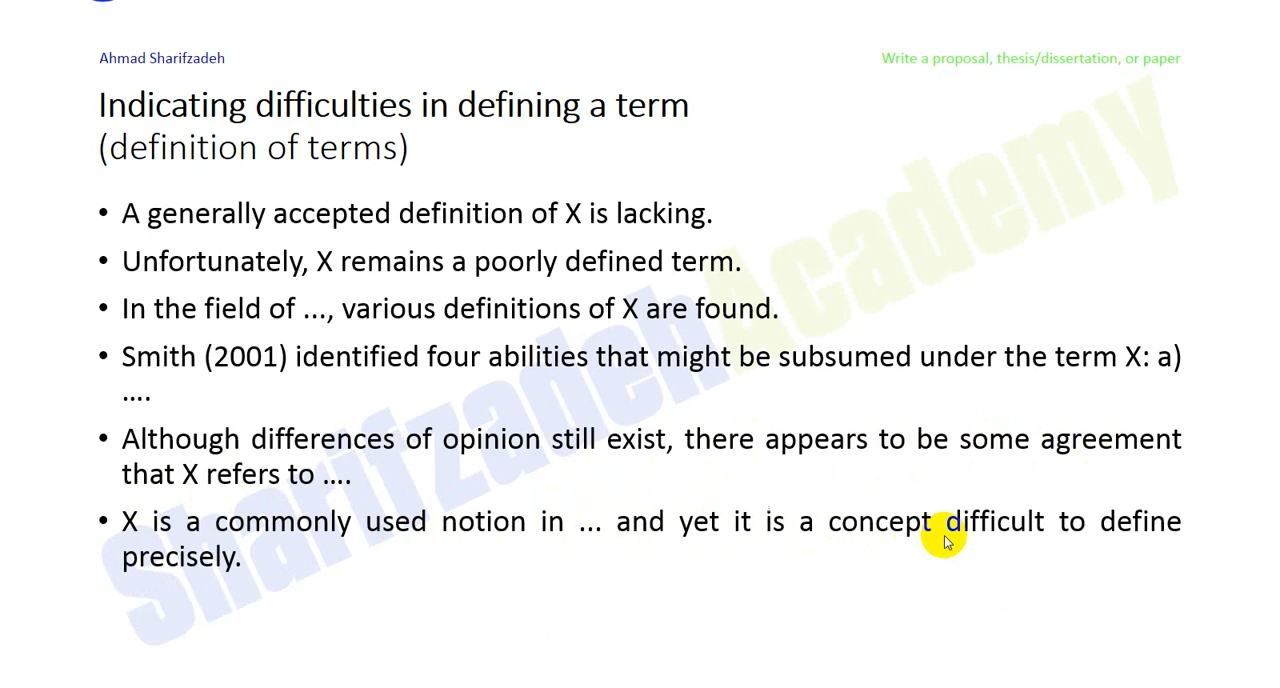 Ahmad Sharifzadeh
Write a proposal, thesis/dissertation, or paper
Indicating difficulties in defining a term
(definition of terms)
• A generally accepted definition of X is lacking.
• Unfortunately, X remains a poorly defined term.
• In the field of ..., various definitions of X are found.
• Smith (2001) identified four abilities that might be subsumed under the term X: a)
....
• Although differences of opinion still exist, there appears to be some agreement
that X refers to ....
• X is a commonly used notion in ... and yet it is a concept difficult to define
precisely.
SharifzadehAcademy